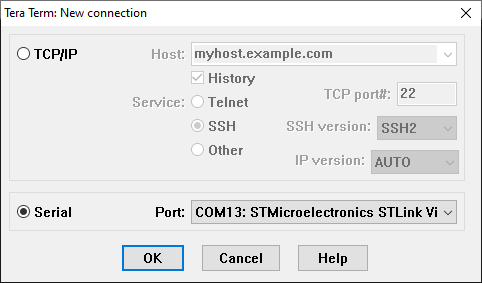 Tera Term: New connection
TCP/IP Host: myhost.example.com
History
Service: Telnet TCP port#: 22
SSH SSH version: SSH2
Other IP version: AUTO
Serial Port: COM13: STMicroelectronics STLink Vi
OK Cancel Help